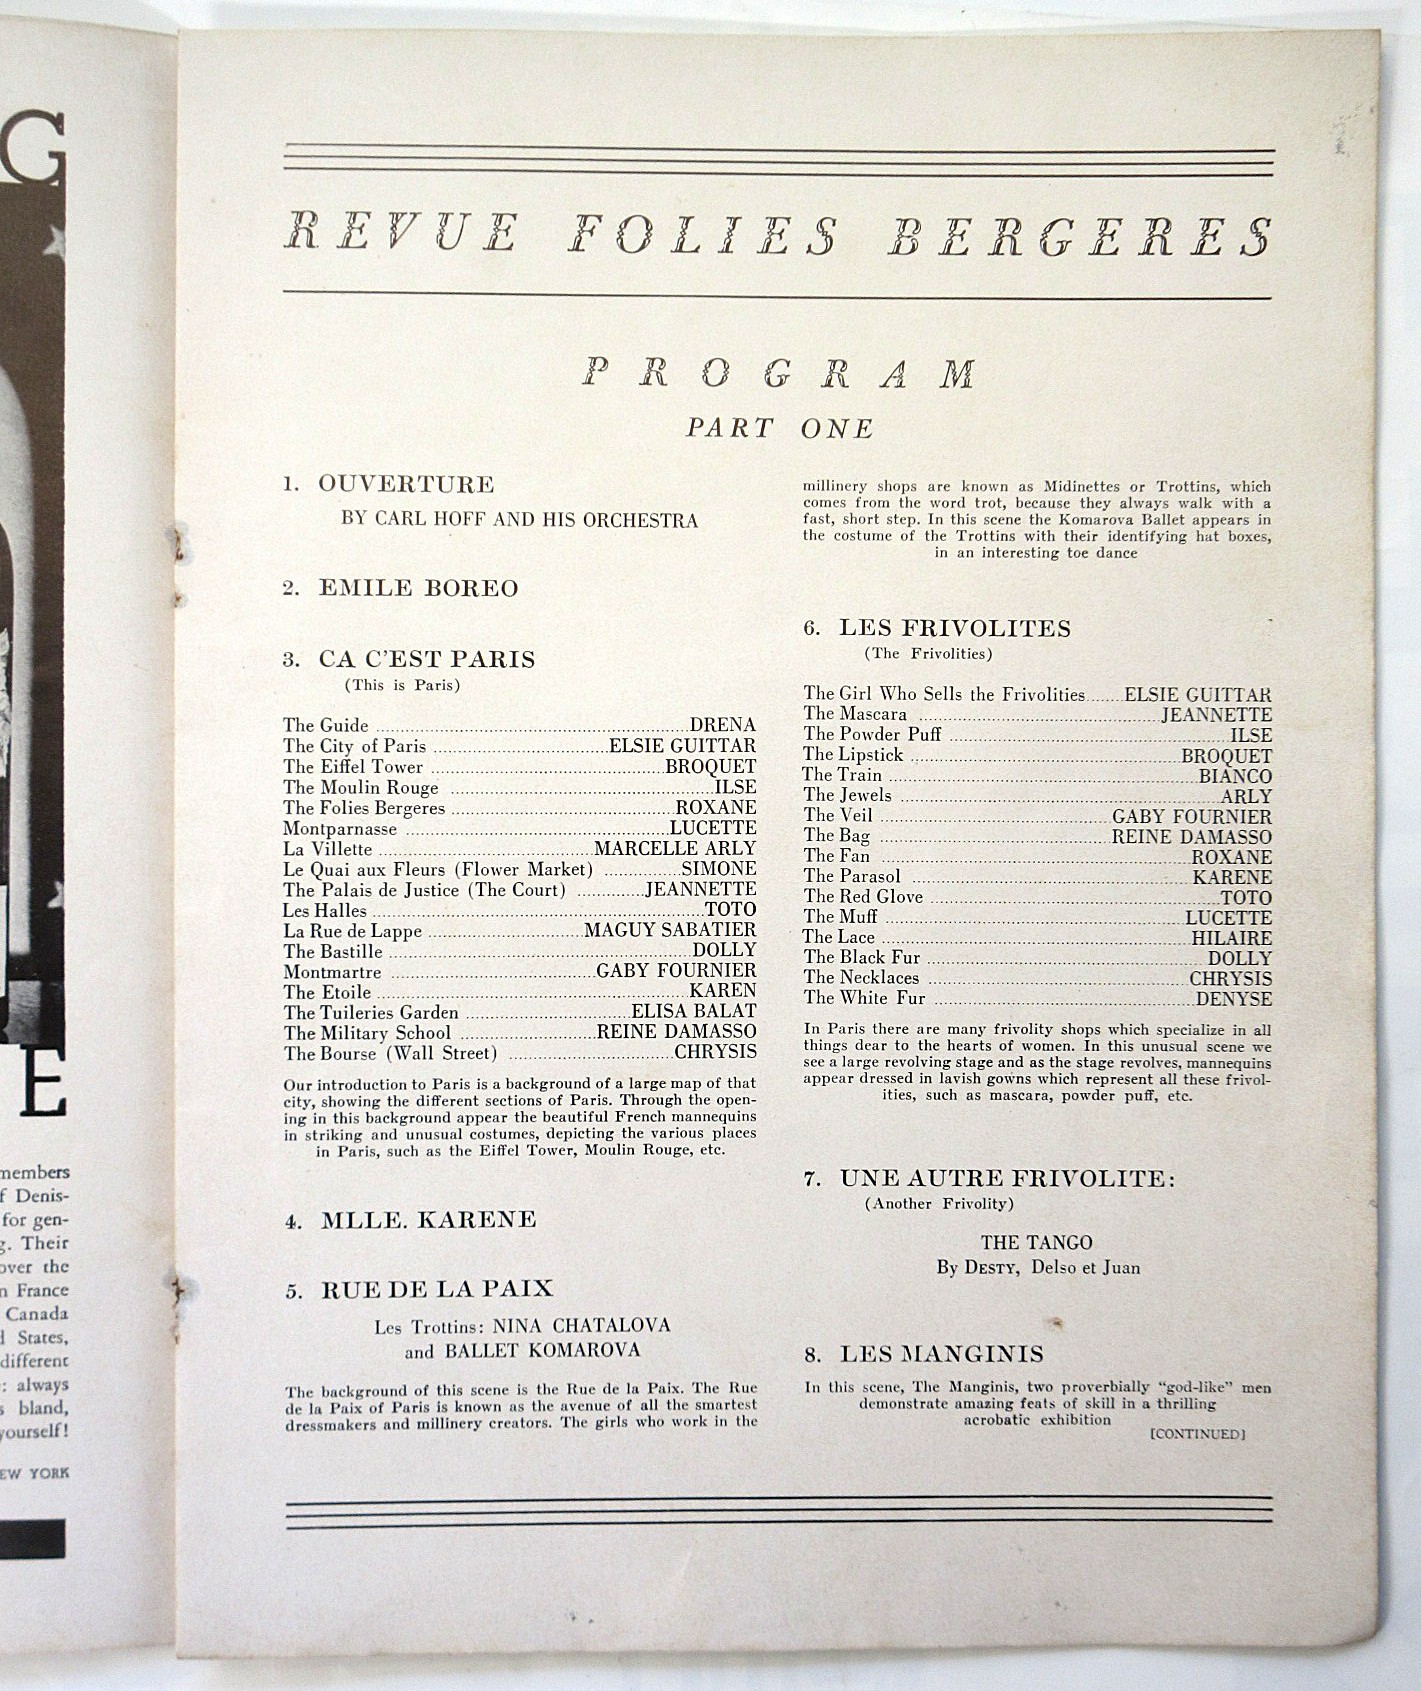 G
E
members
f Denis-
for gen-
g. Their
over the
n France
Canada
d States,
different
: always
s bland,
yourself!
EW YORK
REVUE FOLIES BERGERES
PROGRAM
PART ONE
1. OUVERTURE
BY CARL HOFF AND HIS ORCHESTRA
2. EMILE BOREO
3. CA C'EST PARIS
(This is Paris)
The Guide ........ DRENA
The City of Paris ........ ELSIE GUITTAR
The Eiffel Tower ........ BROQUET
The Moulin Rouge ........ ILSE
The Folies Bergeres ........ ROXANE
Montparnasse ........ LUCETTE
La Villette ........ MARCELLE ARLY
Le Quai aux Fleurs (Flower Market) ........ SIMONE
The Palais de Justice (The Court) ........ JEANNETTE
Les Halles ........ TOTO
La Rue de Lappe ........ MAGUY SABATIER
The Bastille ........ DOLLY
Montmartre ........ GABY FOURNIER
The Etoile ........ KAREN
The Tuileries Garden ........ ELISA BALAT
The Military School ........ REINE DAMASSO
The Bourse (Wall Street) ........ CHRYSIS
Our introduction to Paris is a background of a large map of that
city, showing the different sections of Paris. Through the open-
ing in this background appear the beautiful French mannequins
in striking and unusual costumes, depicting the various places
in Paris, such as the Eiffel Tower, Moulin Rouge, etc.
4. MLLE. KARENE
5. RUE DE LA PAIX
Les Trottins: NINA CHATALOVA
and BALLET KOMAROVA
The background of this scene is the Rue de la Paix. The Rue
de la Paix of Paris is known as the avenue of all the smartest
dressmakers and millinery creators. The girls who work in the
millinery shops are known as Midinettes or Trottins, which
comes from the word trot, because they always walk with a
fast, short step. In this scene the Komarova Ballet appears in
the costume of the Trottins with their identifying hat boxes,
in an interesting toe dance
6. LES FRIVOLITES
(The Frivolities)
The Girl Who Sells the Frivolities ........ ELSIE GUITTAR
The Mascara ........ JEANNETTE
The Powder Puff ........ ILSE
The Lipstick ........ BROQUET
The Train ........ BIANCO
The Jewels ........ ARLY
The Veil ........ GABY FOURNIER
The Bag ........ REINE DAMASSO
The Fan ........ ROXANE
The Parasol ........ KARENE
The Red Glove ........ TOTO
The Muff ........ LUCETTE
The Lace ........ HILAIRE
The Black Fur ........ DOLLY
The Necklaces ........ CHRYSIS
The White Fur ........ DENYSE
In Paris there are many frivolity shops which specialize in all
things dear to the hearts of women. In this unusual scene we
see a large revolving stage and as the stage revolves, mannequins
appear dressed in lavish gowns which represent all these frivol-
ities, such as mascara, powder puff, etc.
7. UNE AUTRE FRIVOLITE:
(Another Frivolity)
THE TANGO
By DESTY, Delso et Juan
8. LES MANGINIS
In this scene, The Manginis, two proverbially “god-like” men
demonstrate amazing feats of skill in a thrilling
acrobatic exhibition
[CONTINUED]